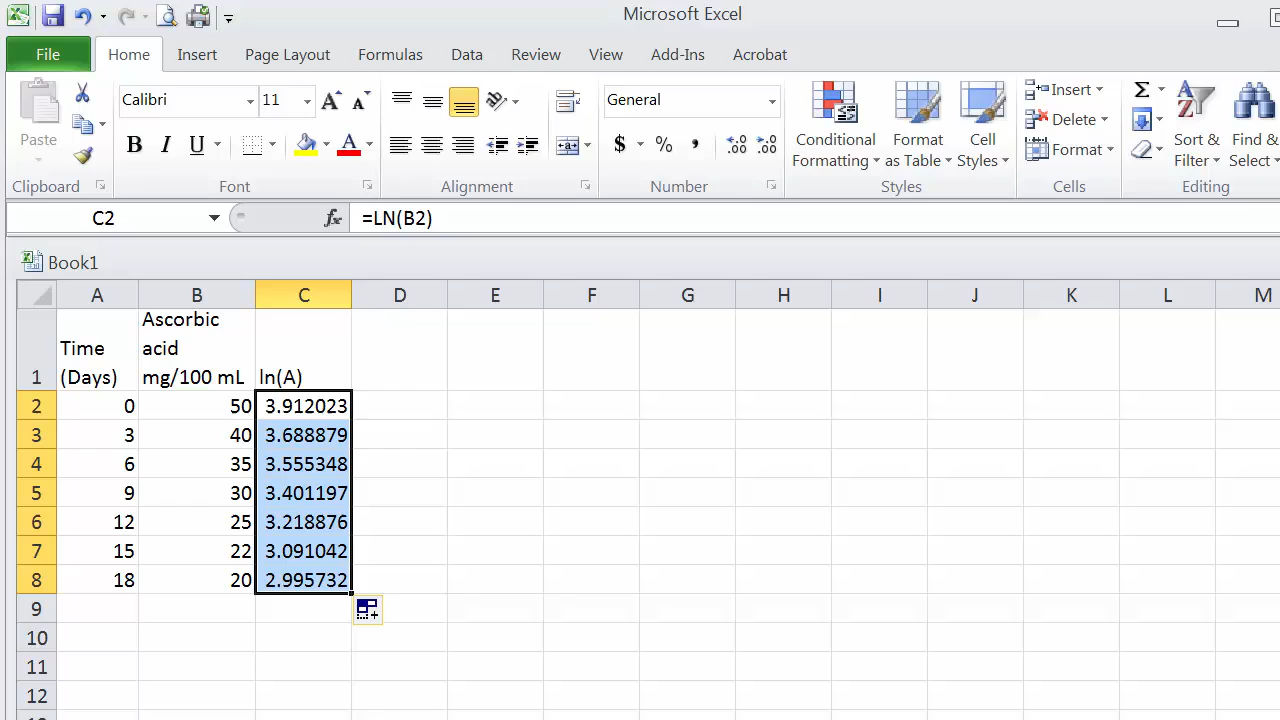 Microsoft Excel
File Home Insert Page Layout Formulas Data Review View Add-Ins Acrobat
Paste
Clipboard
Calibri 11
B I U A
Font
Alignment
General
$ % ,
Number
Conditional Formatting
Format as Table
Cell Styles
Styles
Insert
Delete
Format
Cells
Σ
Sort & Filter
Find & Select
Editing
C2 fx =LN(B2)
Book1
A B C D E F G H I J K L M
1 Time (Days) Ascorbic acid mg/100 mL ln(A)
2 0 50 3.912023
3 3 40 3.688879
4 6 35 3.555348
5 9 30 3.401197
6 12 25 3.218876
7 15 22 3.091042
8 18 20 2.995732
9
10
11
12